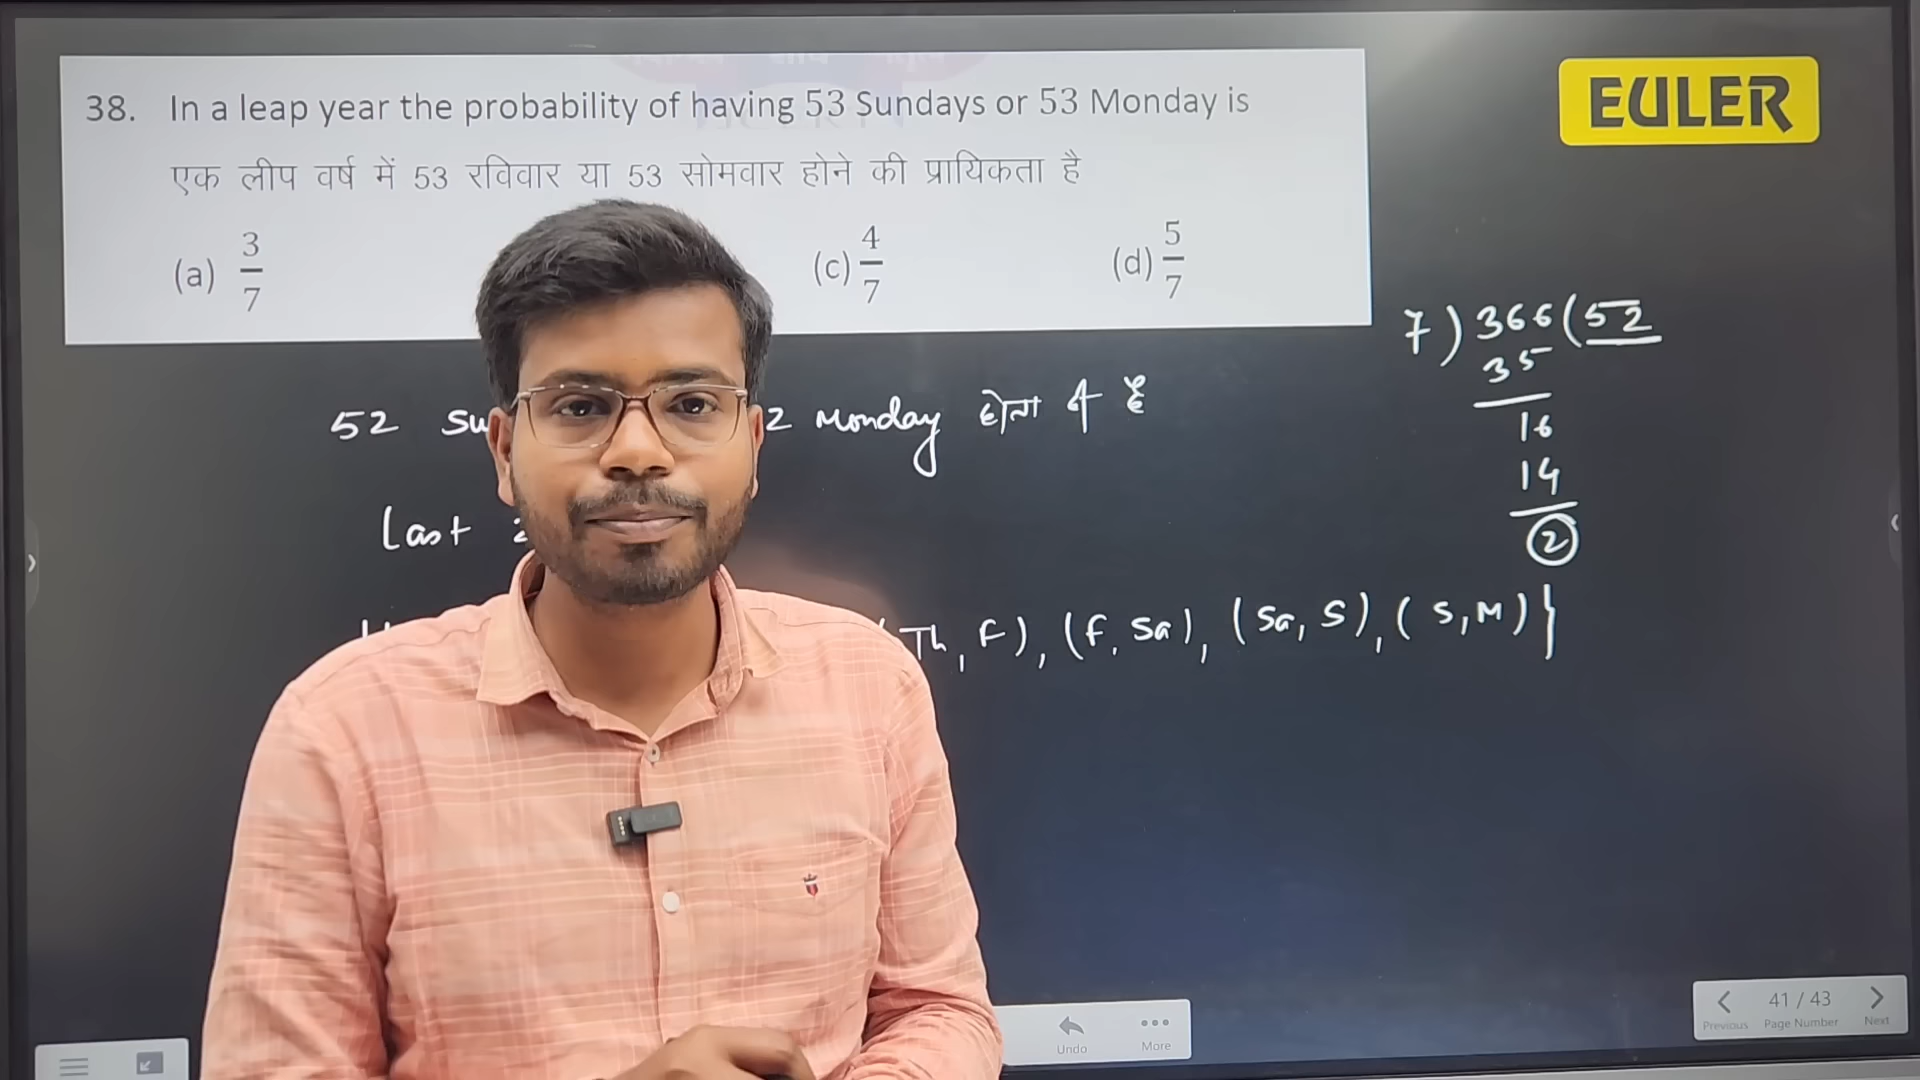 38. In a leap year the probability of having 53 Sundays or 53 Monday is
एक लीप वर्ष में 53 रविवार या 53 सोमवार होने की प्रायिकता है
(a) 3/7 (c) 4/7 (d) 5/7
EULER
7)366(52
35
16
14
2
52 Su 2 Monday होता ही है
Last
(Th, F), (F, Sa), (Sa, S), (S, M)}
Undo
More
41 / 43
Previous Page Number Next